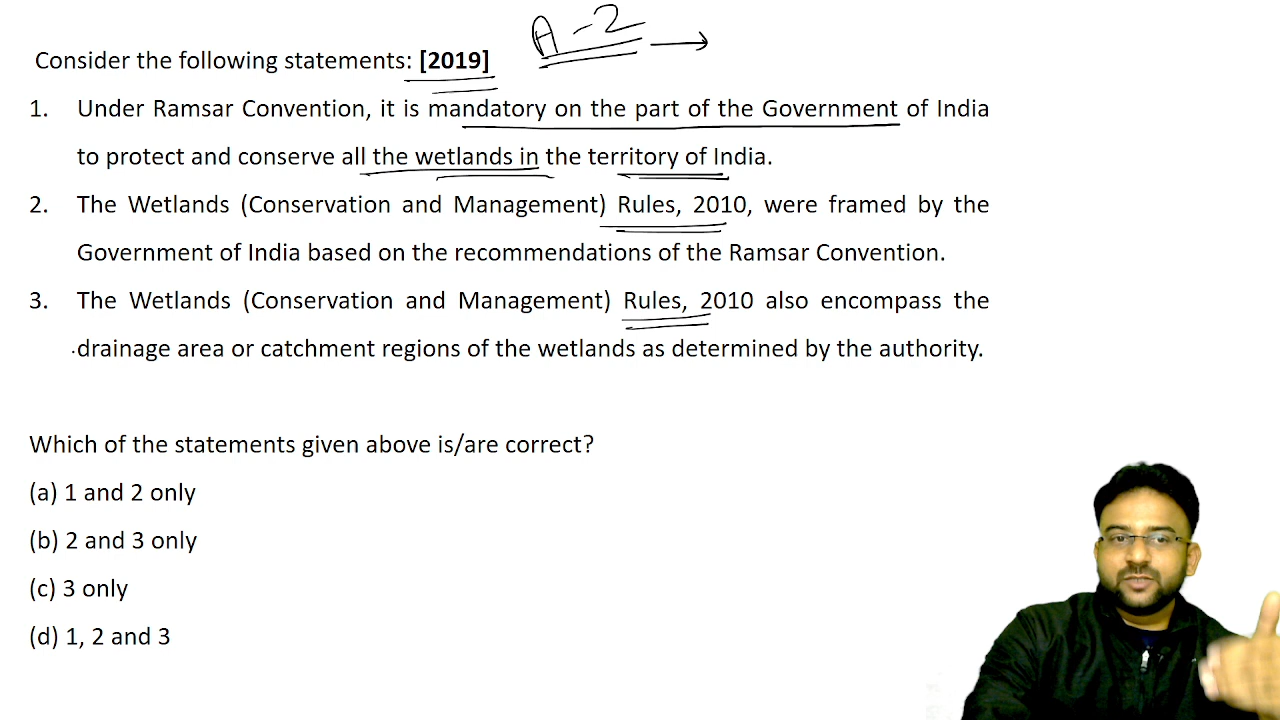 A-2
Consider the following statements: [2019]
1. Under Ramsar Convention, it is mandatory on the part of the Government of India
to protect and conserve all the wetlands in the territory of India.
2. The Wetlands (Conservation and Management) Rules, 2010, were framed by the
Government of India based on the recommendations of the Ramsar Convention.
3. The Wetlands (Conservation and Management) Rules, 2010 also encompass the
drainage area or catchment regions of the wetlands as determined by the authority.
Which of the statements given above is/are correct?
(a) 1 and 2 only
(b) 2 and 3 only
(c) 3 only
(d) 1, 2 and 3